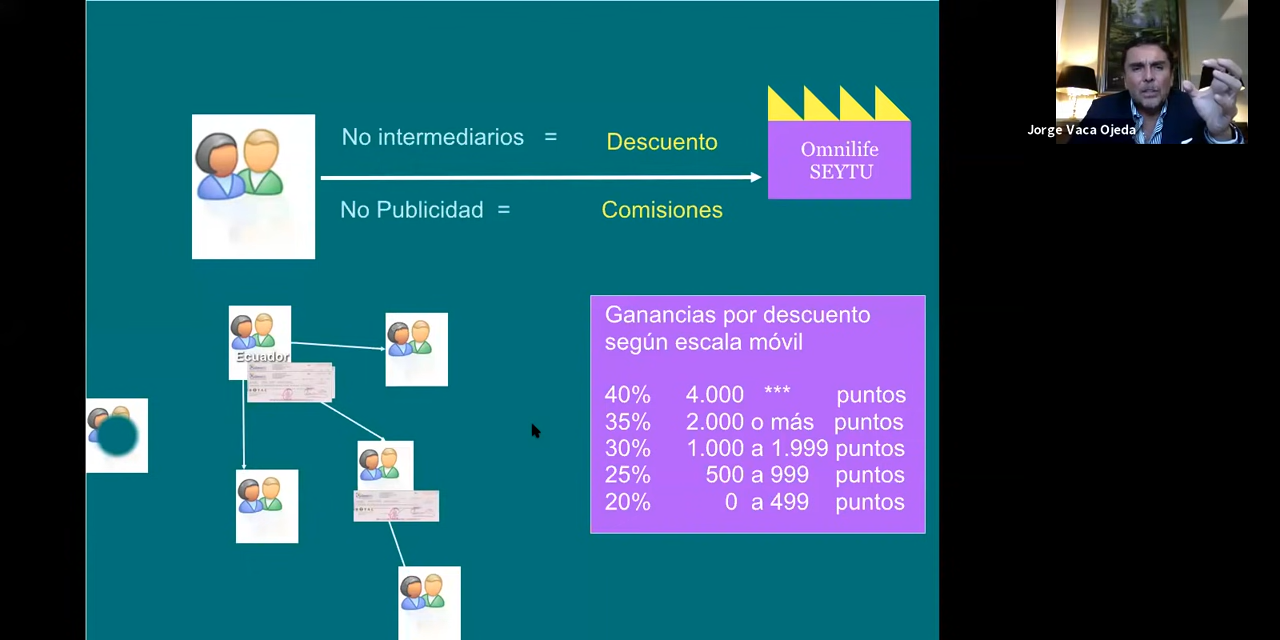 No intermediarios = Descuento
No Publicidad = Comisiones
Omnilife
SEYTU
Jorge Vaca Ojeda
Ecuador
Ganancias por descuento
según escala móvil
40% 4.000 *** puntos
35% 2.000 o más puntos
30% 1.000 a 1.999 puntos
25% 500 a 999 puntos
20% 0 a 499 puntos